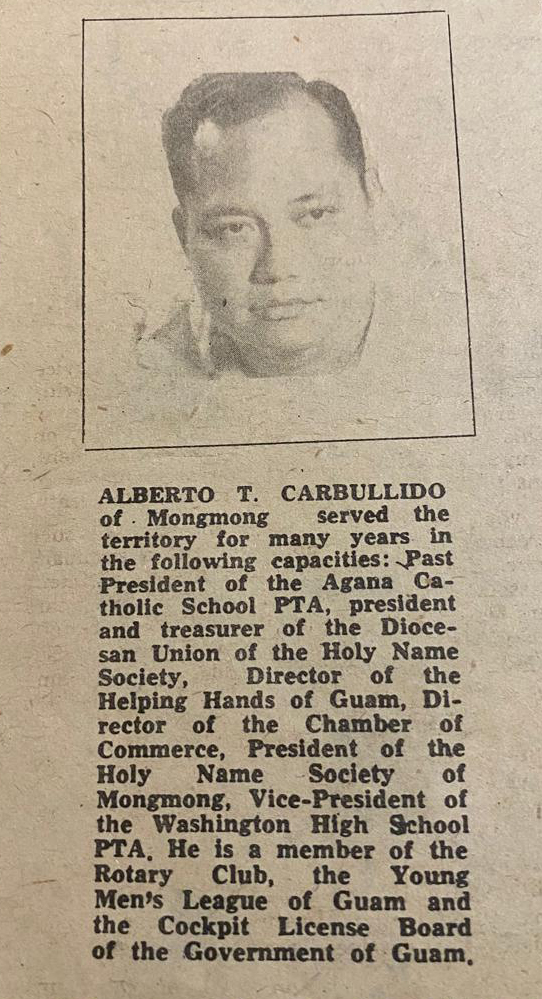 ALBERTO T. CARBULLIDO
of Mongmong served the
territory for many years in
the following capacities: Past
President of the Agana Ca-
tholic School PTA, president
and treasurer of the Dioce-
san Union of the Holy Name
Society, Director of the
Helping Hands of Guam, Di-
rector of the Chamber of
Commerce, President of the
Holy Name Society of
Mongmong, Vice-President of
the Washington High School
PTA. He is a member of the
Rotary Club, the Young
Men's League of Guam and
the Cockpit License Board
of the Government of Guam.